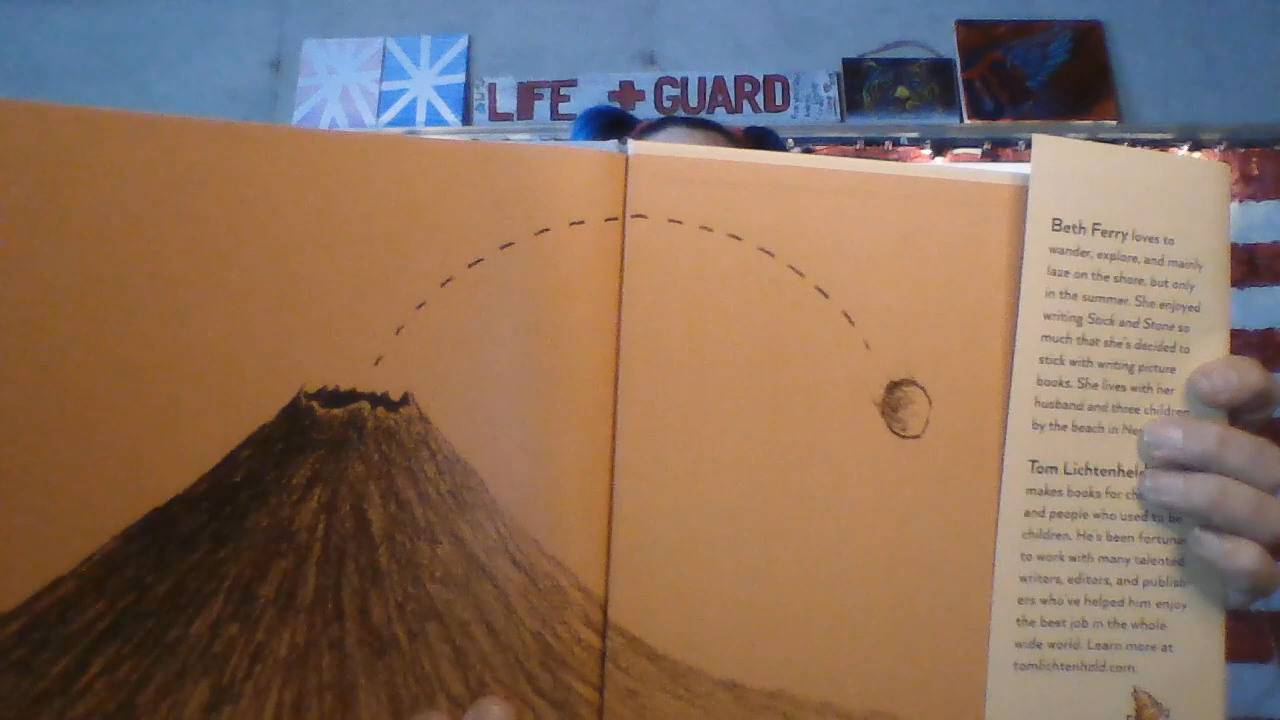 LIFE + GUARD
Beth Ferry loves to
wander, explore, and mainly
laze on the shore, but only
in the summer. She enjoyed
writing Stick and Stone so
much that she's decided to
stick with writing picture
books. She lives with her
husband and three children
by the beach in
Tom Lichtenheld
makes books for
and people who used to be
children. He's been fortunate
to work with many talented
writers, editors, and publish-
ers who've helped him enjoy
the best job in the whole
wide world. Learn more at
tomlichtenheld.com.